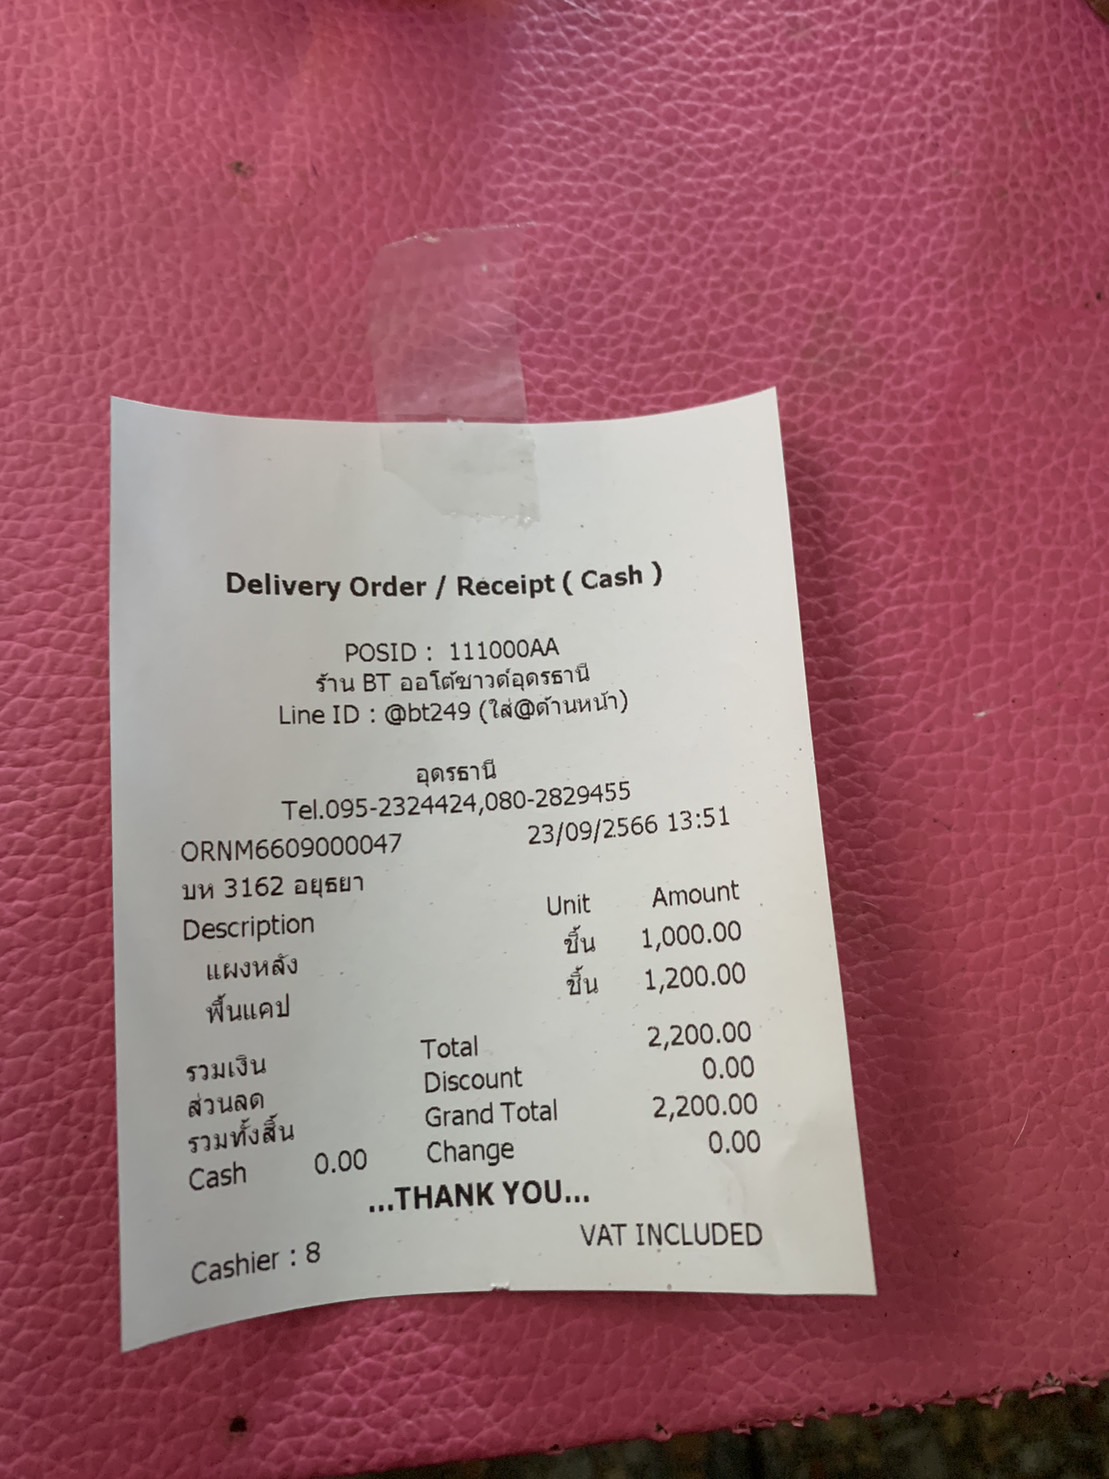 Delivery Order / Receipt ( Cash )
POSID : 111000AA
ร้าน BT ออโต้ซาวด์อุดรธานี
Line ID : @bt249 (ใส่@ด้านหน้า)
อุดรธานี
Tel.095-2324424,080-2829455
ORNM6609000047 23/09/2566 13:51
บห 3162 อยุธยา
Description Unit Amount
แผงหลัง ชิ้น 1,000.00
พื้นแคป ชิ้น 1,200.00
รวมเงิน Total 2,200.00
ส่วนลด Discount 0.00
รวมทั้งสิ้น Grand Total 2,200.00
Cash 0.00 Change 0.00
...THANK YOU...
Cashier : 8 VAT INCLUDED